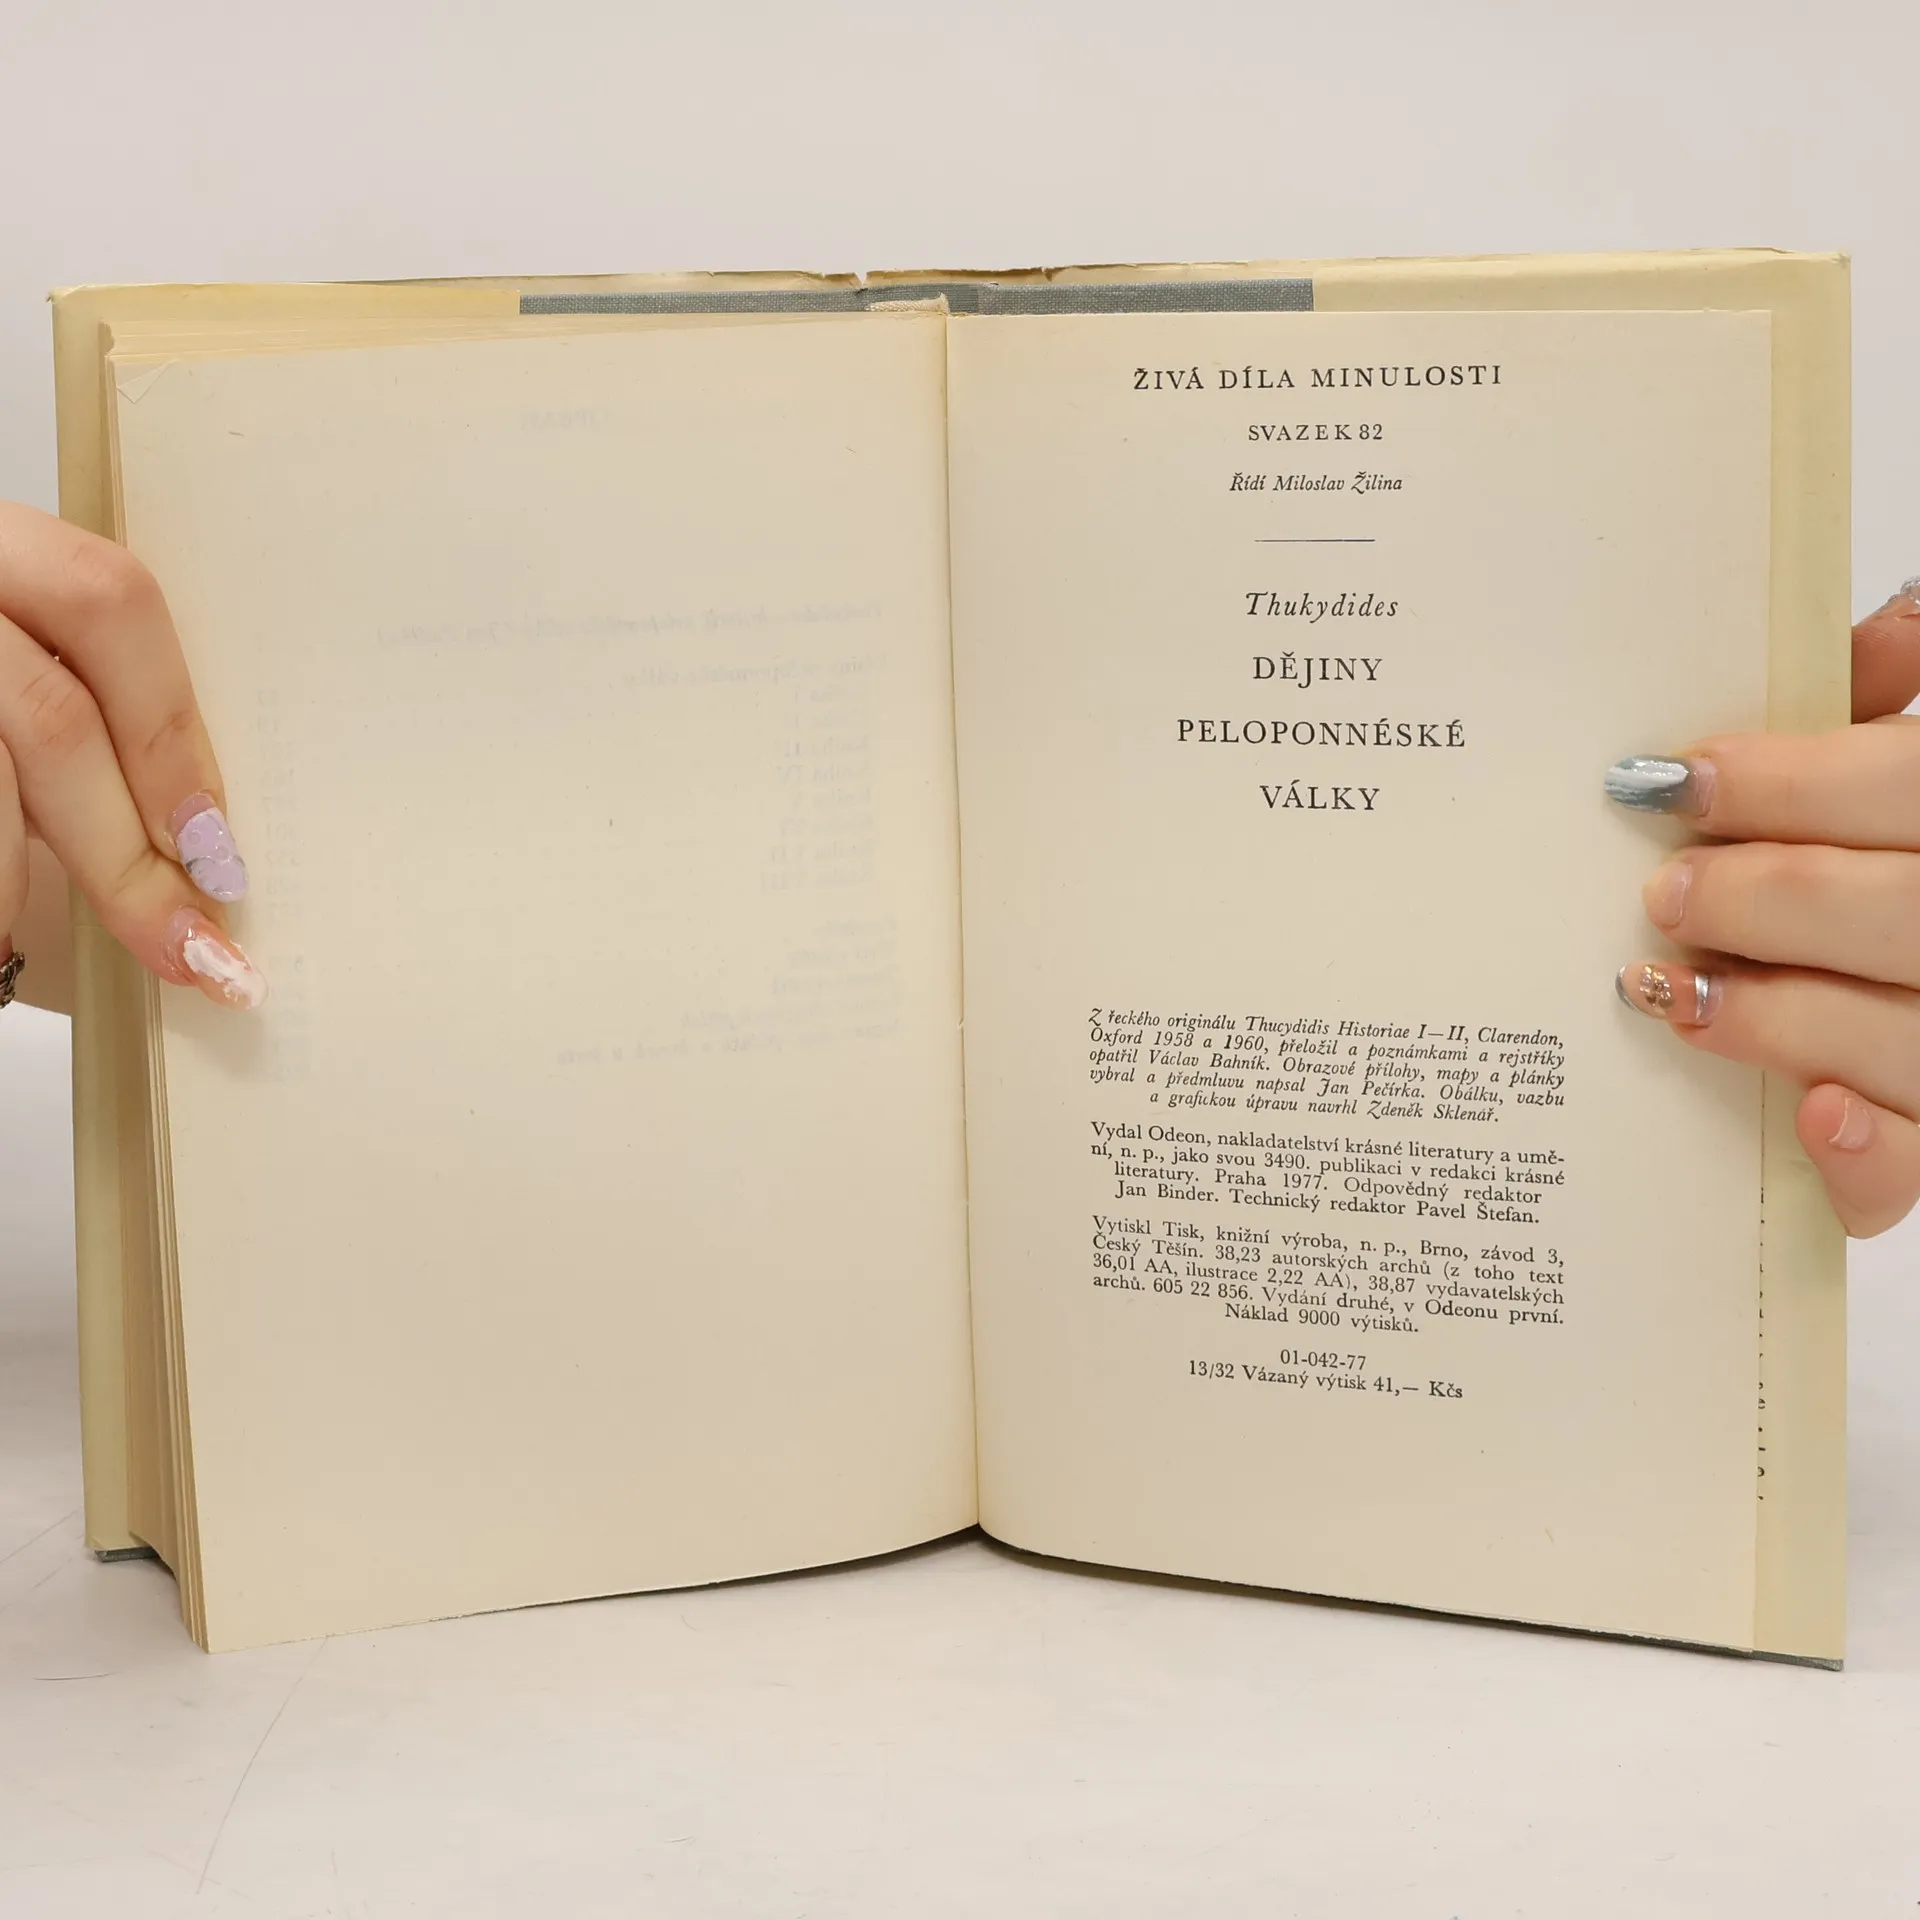 ŽIVÁ DÍLA MINULOSTI
SVAZEK 82
Řídí Miloslav Žilina
Thukydides
DĚJINY
PELOPONNÉSKÉ
VÁLKY
Z řeckého originálu Thucydidis Historiae I—II, Clarendon,
Oxford 1958 a 1960, přeložil a poznámkami a rejstříky
opatřil Václav Bahník. Obrazové přílohy, mapy a plánky
vybral a předmluvu napsal Jan Pečírka. Obálku, vazbu
a grafickou úpravu navrhl Zdeněk Sklenář.
Vydal Odeon, nakladatelství krásné literatury a umě-
ní, n. p., jako svou 3490. publikaci v redakci krásné
literatury. Praha 1977. Odpovědný redaktor
Jan Binder. Technický redaktor Pavel Štefan.
Vytiskl Tisk, knižní výroba, n. p., Brno, závod 3,
Český Těšín. 38,23 autorských archů (z toho text
36,01 AA, ilustrace 2,22 AA), 38,87 vydavatelských
archů. 605 22 856. Vydání druhé, v Odeonu první.
Náklad 9000 výtisků.
01-042-77
13/32 Vázaný výtisk 41,— Kčs